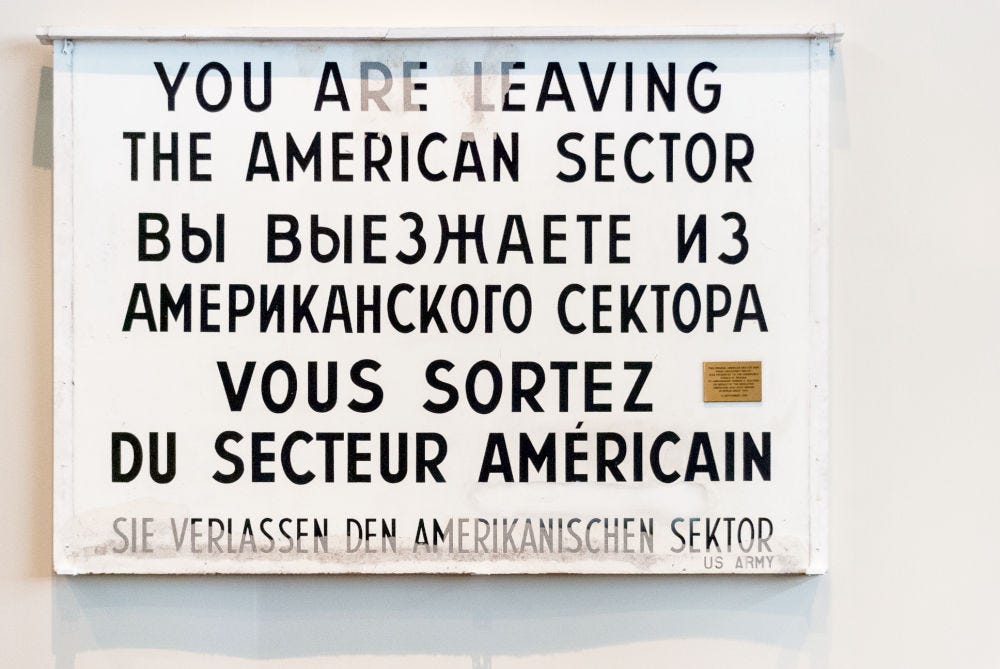 YOU ARE LEAVING
THE AMERICAN SECTOR
ВЫ ВЫЕЗЖАЕТЕ ИЗ
АМЕРИКАНСКОГО СЕКТОРА
VOUS SORTEZ
DU SECTEUR AMÉRICAIN
SIE VERLASSEN DEN AMERIKANISCHEN SEKTOR
US ARMY